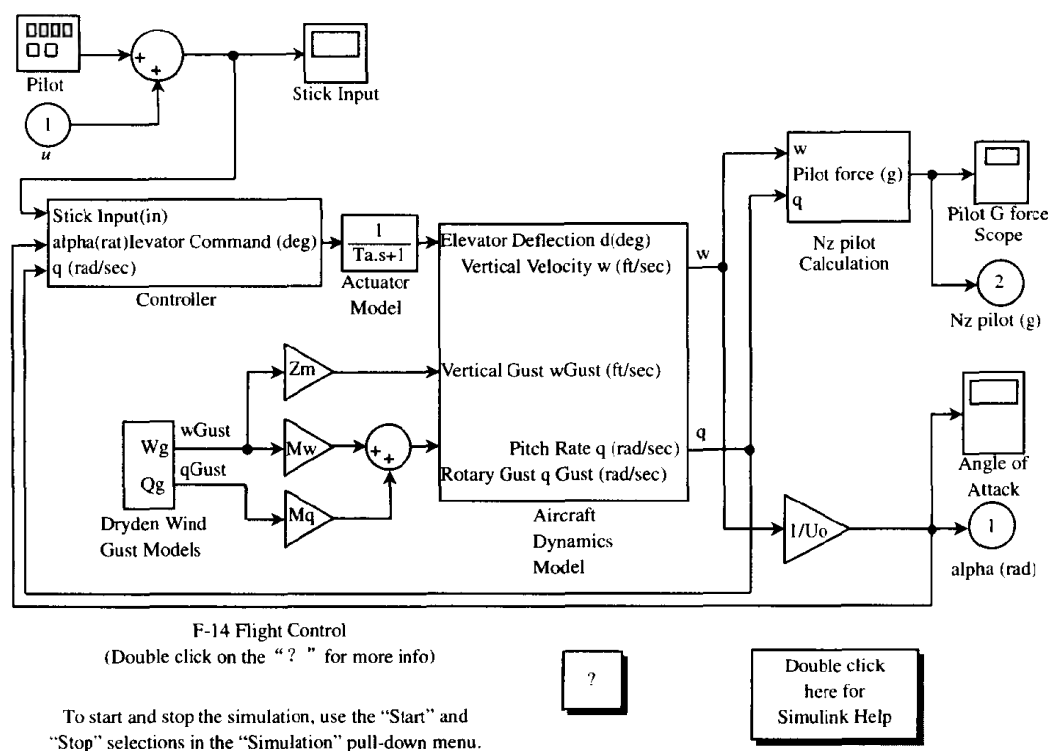 Pilot
1
u
+
+
Stick Input
Stick Input(in)
alpha(rat)levator Command (deg)
q (rad/sec)
Controller
1
Ta.s+1
Actuator
Model
Elevator Deflection d(deg)
Vertical Velocity w (ft/sec)
Vertical Gust wGust (ft/sec)
Pitch Rate q (rad/sec)
Rotary Gust q Gust (rad/sec)
Aircraft
Dynamics
Model
w
q
w
Pilot force (g)
q
Nz pilot
Calculation
Pilot G force
Scope
2
Nz pilot (g)
Zm
Mw
Mq
+
+
Wg
Qg
wGust
qGust
Dryden Wind
Gust Models
1/Uo
Angle of
Attack
1
alpha (rad)
F-14 Flight Control
(Double click on the “? ” for more info)
?
Double click
here for
Simulink Help
To start and stop the simulation, use the “Start” and
“Stop” selections in the “Simulation” pull-down menu.